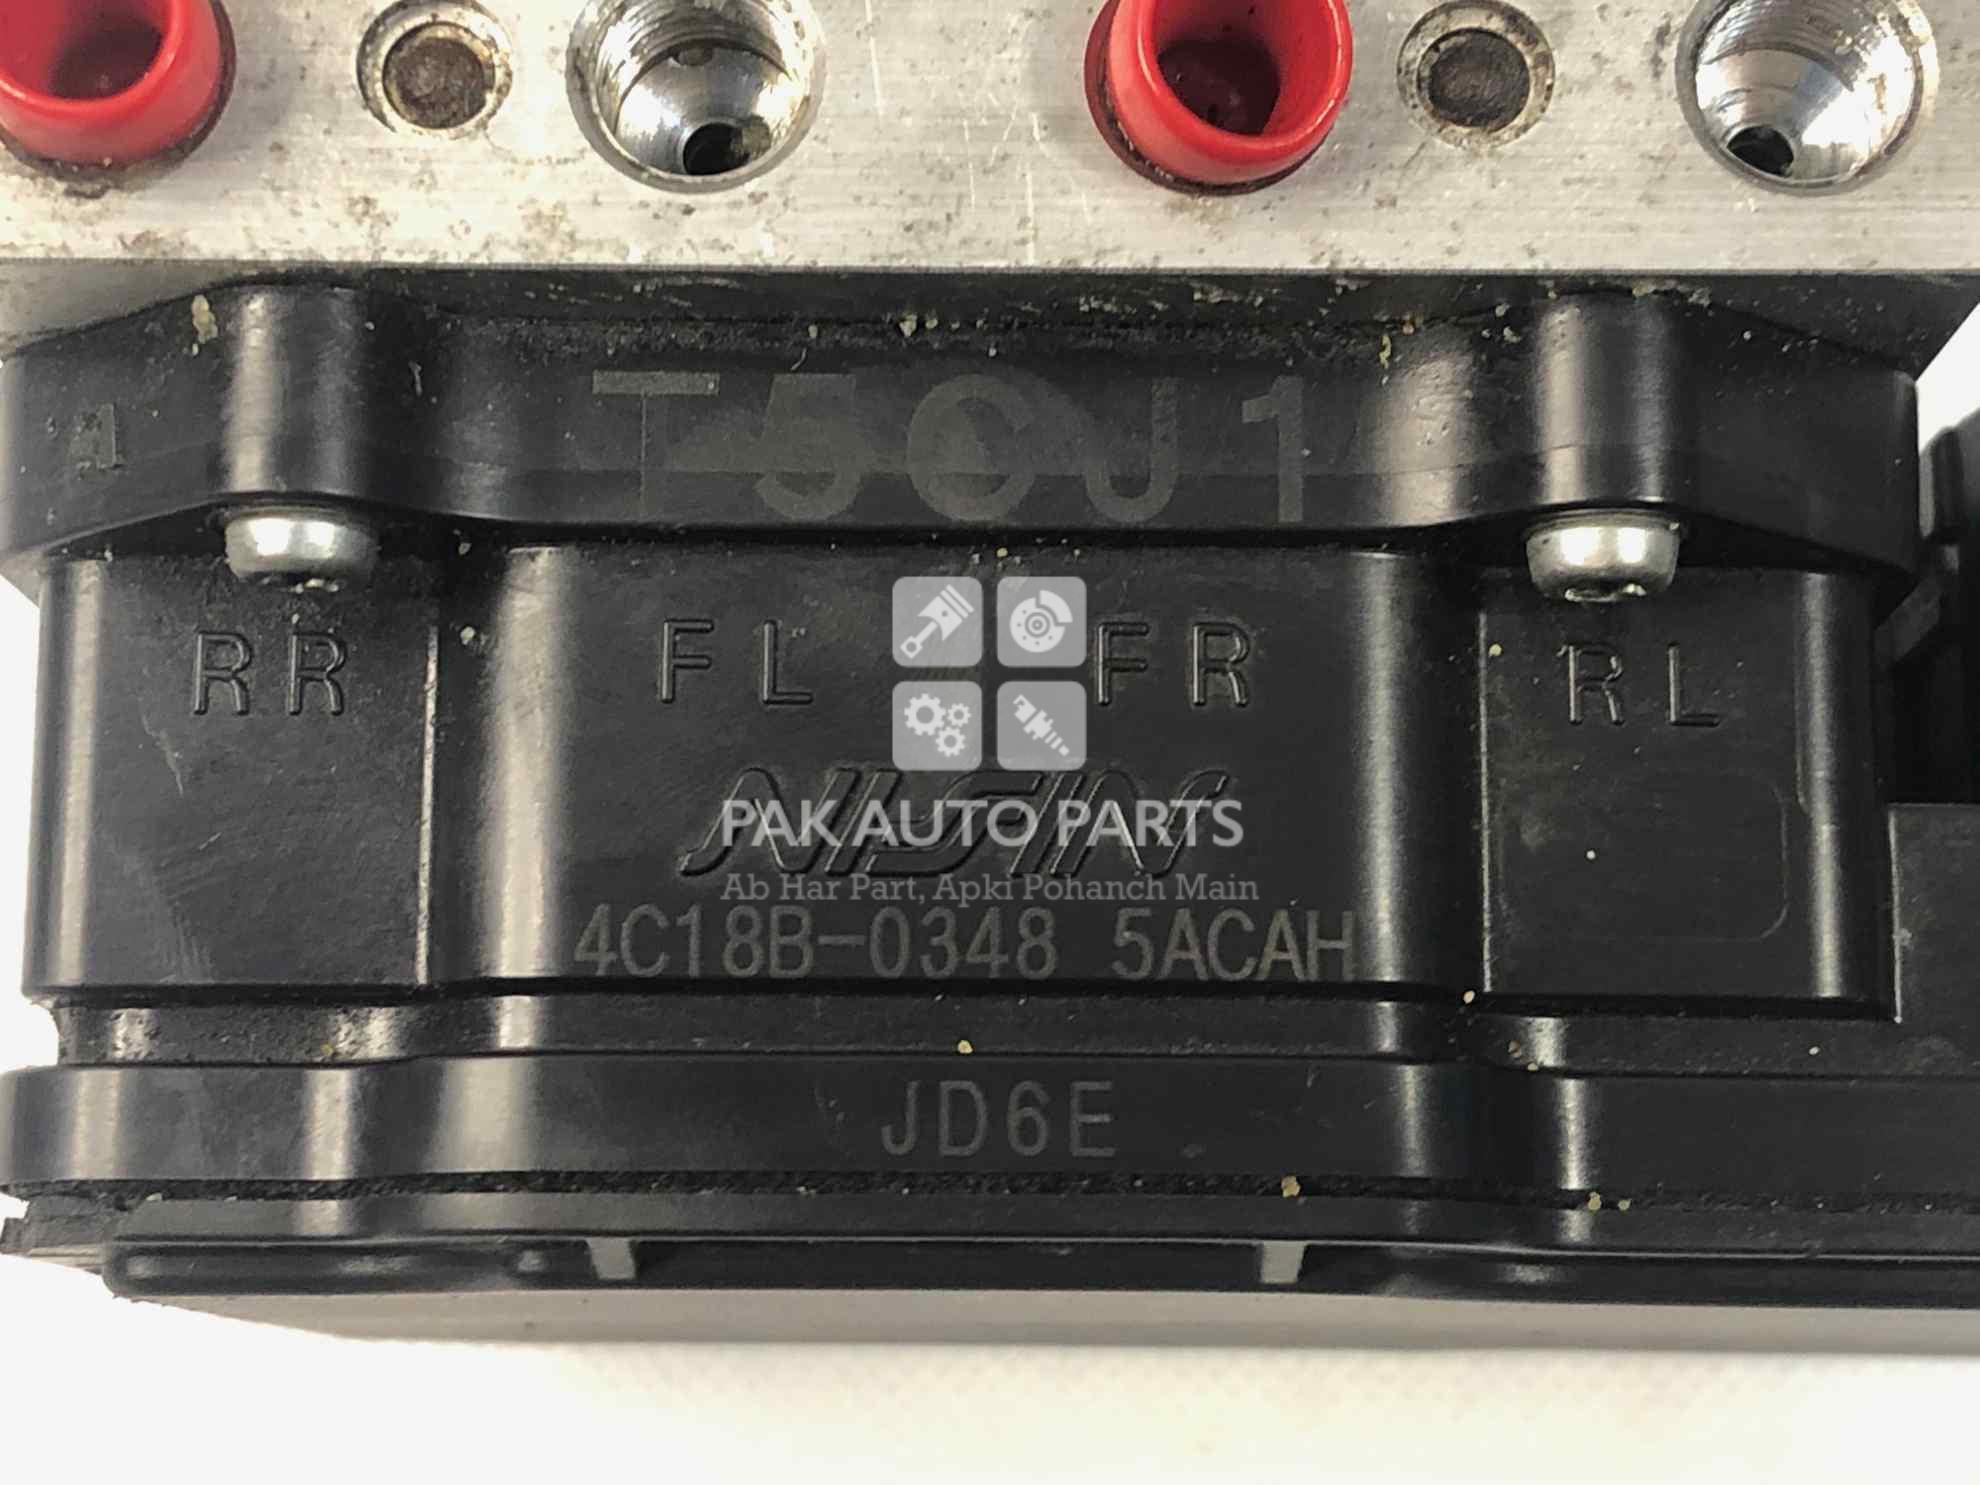 1
T5CJ1
RR FL FR RL
NISSIN
PAK AUTO PARTS
Ab Har Part, Apki Pohanch Main
4C18B-0348 5ACAH
JD6E